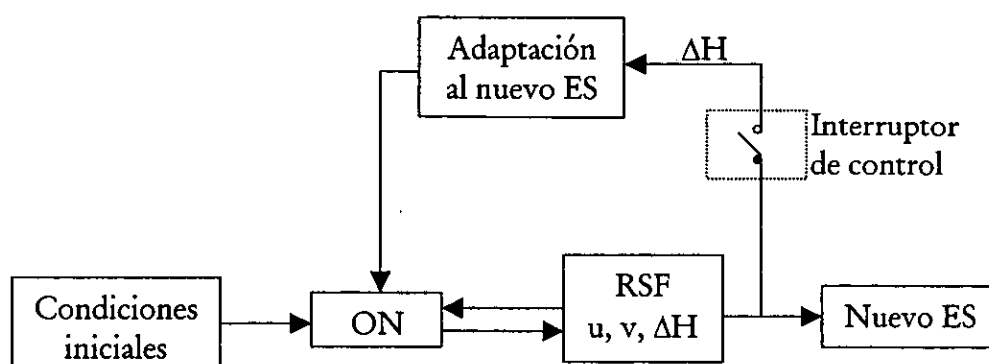 Adaptación
al nuevo ES
ΔH
Interruptor
de control
Condiciones
iniciales
ON
RSF
u, v, ΔH
Nuevo ES